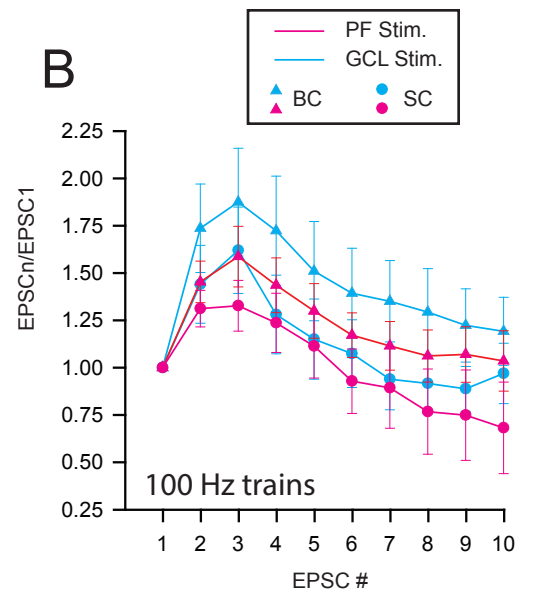 B
PF Stim.
GCL Stim.
BC
SC
EPSCn/EPSC1
2.25
2.00
1.75
1.50
1.25
1.00
0.75
0.50
0.25
100 Hz trains
1 2 3 4 5 6 7 8 9 10
EPSC #